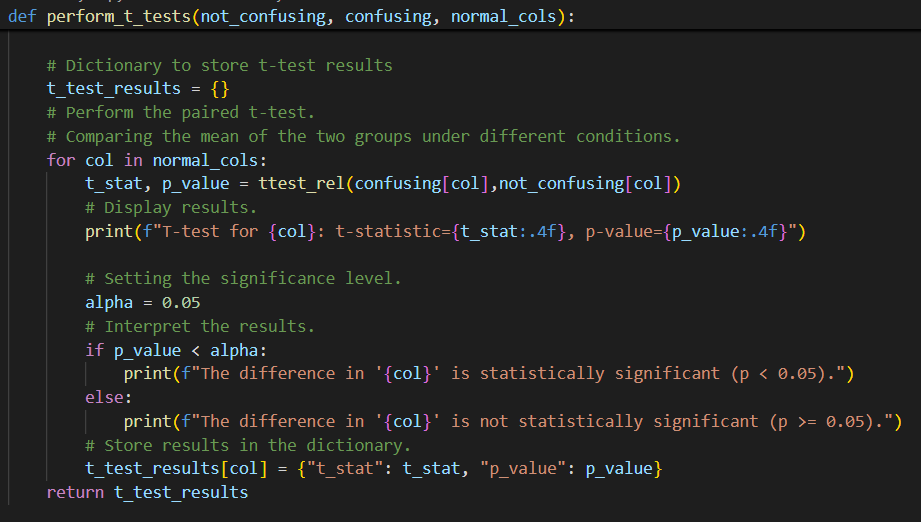 def perform_t_tests(not_confusing, confusing, normal_cols):
# Dictionary to store t-test results
t_test_results = {}
# Perform the paired t-test.
# Comparing the mean of the two groups under different conditions.
for col in normal_cols:
t_stat, p_value = ttest_rel(confusing[col],not_confusing[col])
# Display results.
print(f"T-test for {col}: t-statistic={t_stat:.4f}, p-value={p_value:.4f}")
# Setting the significance level.
alpha = 0.05
# Interpret the results.
if p_value < alpha:
print(f"The difference in '{col}' is statistically significant (p < 0.05).")
else:
print(f"The difference in '{col}' is not statistically significant (p >= 0.05).")
# Store results in the dictionary.
t_test_results[col] = {"t_stat": t_stat, "p_value": p_value}
return t_test_results